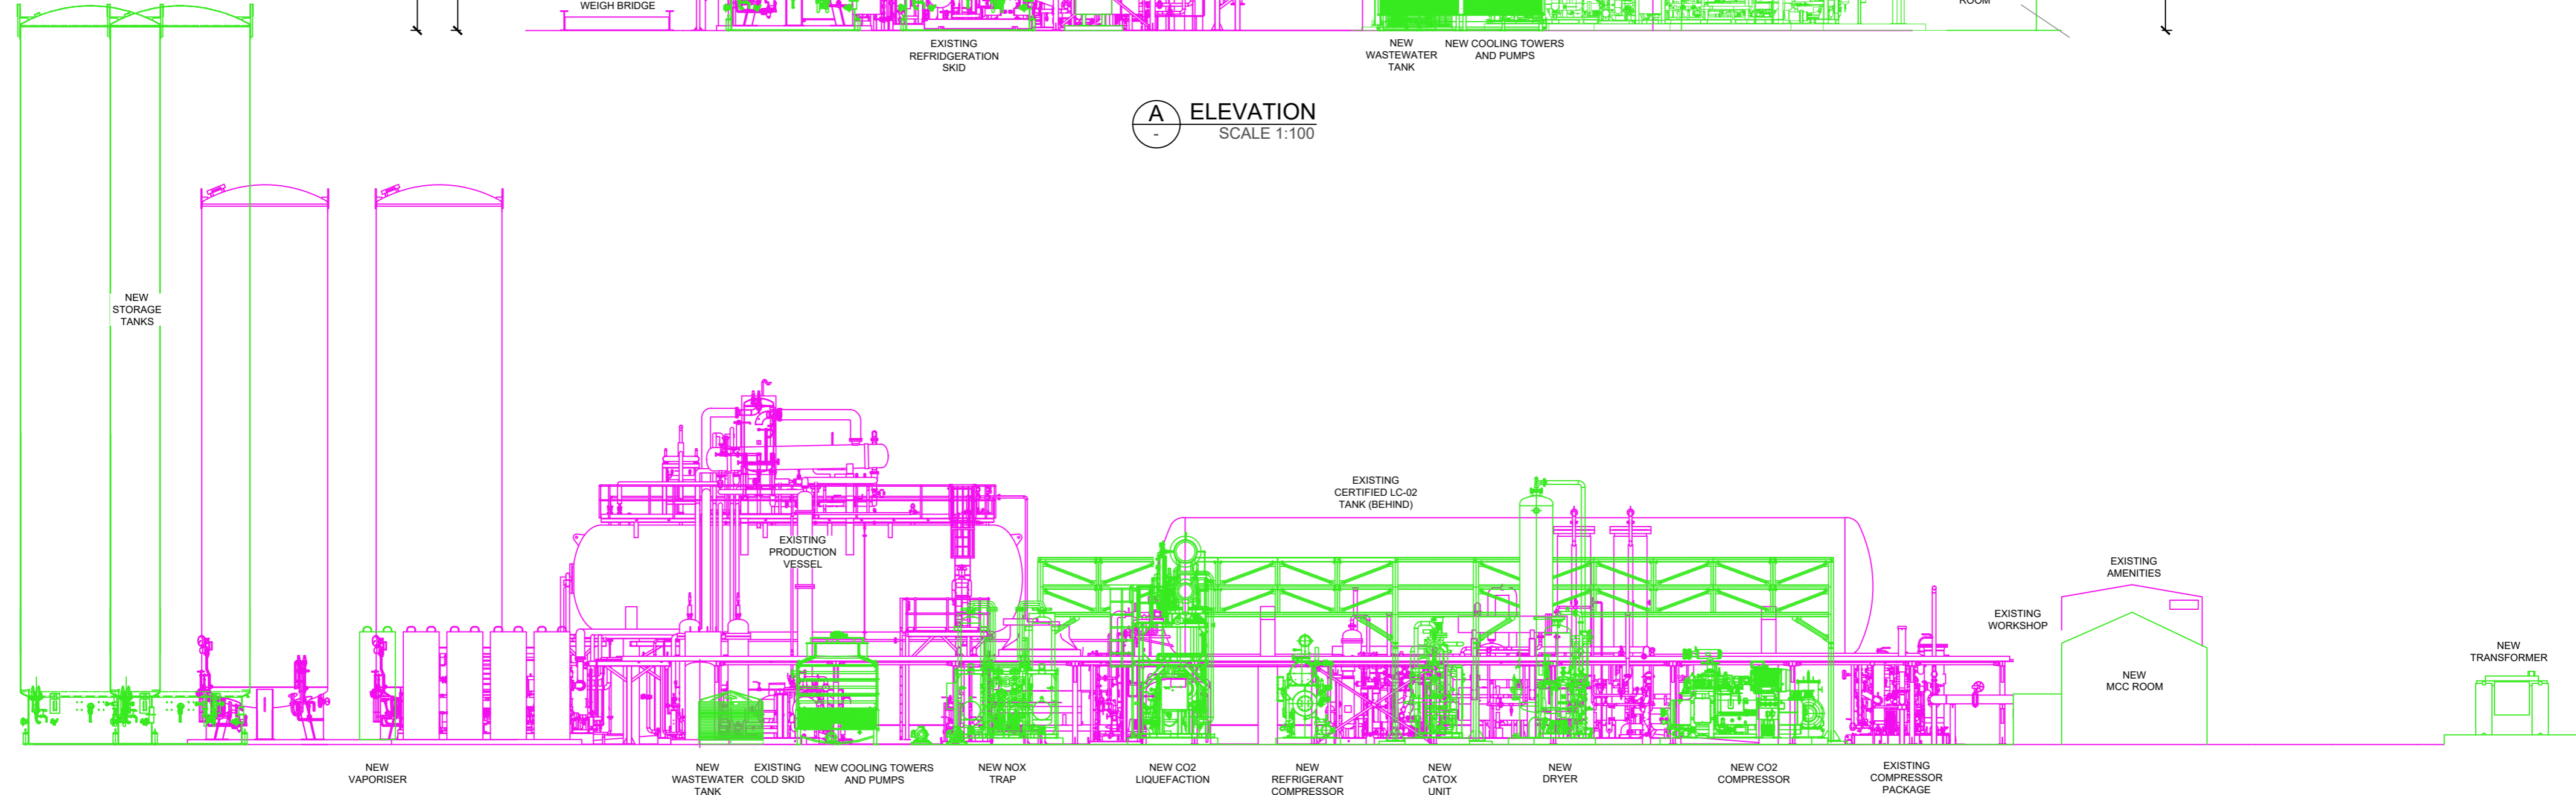 WEIGH BRIDGE
ROOM
EXISTING
REFRIDGERATION
SKID
NEW
WASTEWATER
TANK
NEW COOLING TOWERS
AND PUMPS
A
-
ELEVATION
SCALE 1:100
NEW
STORAGE
TANKS
EXISTING
PRODUCTION
VESSEL
EXISTING
CERTIFIED LC-02
TANK (BEHIND)
EXISTING
AMENITIES
EXISTING
WORKSHOP
NEW
MCC ROOM
NEW
TRANSFORMER
NEW
VAPORISER
NEW
WASTEWATER
TANK
EXISTING
COLD SKID
NEW COOLING TOWERS
AND PUMPS
NEW NOX
TRAP
NEW CO2
LIQUEFACTION
NEW
REFRIGERANT
COMPRESSOR
NEW
CATOX
UNIT
NEW
DRYER
NEW CO2
COMPRESSOR
EXISTING
COMPRESSOR
PACKAGE